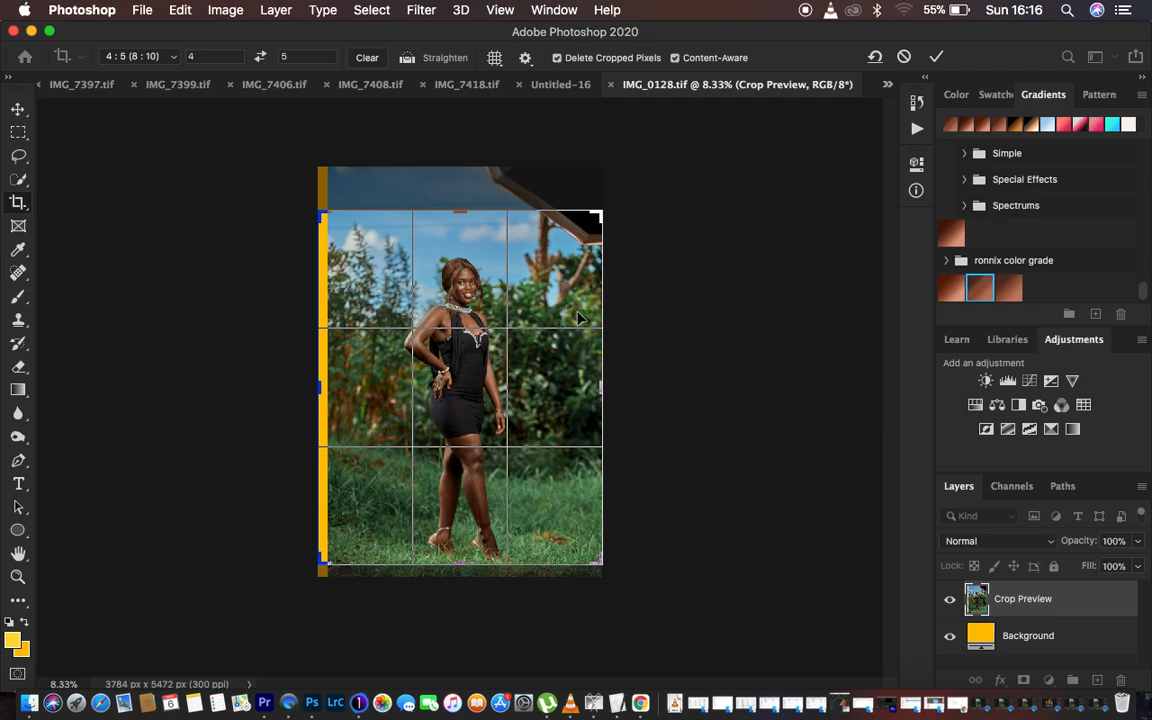 Photoshop File Edit Image Layer Type Select Filter 3D View Window Help 55% Sun 16:16
Adobe Photoshop 2020
4 : 5 (8 : 10) 4 5 Clear Straighten Delete Cropped Pixels Content-Aware
IMG_7397.tif IMG_7399.tif IMG_7406.tif IMG_7408.tif IMG_7418.tif Untitled-16 IMG_0128.tif @ 8.33% (Crop Preview, RGB/8*)
Color Swatch Gradients Pattern
Simple
Special Effects
Spectrums
ronnix color grade
Learn Libraries Adjustments
Add an adjustment
Layers Channels Paths
Kind
Normal Opacity: 100%
Lock: Fill: 100%
Crop Preview
Background
8.33% 3784 px x 5472 px (300 ppi)
Pr Ps LrC